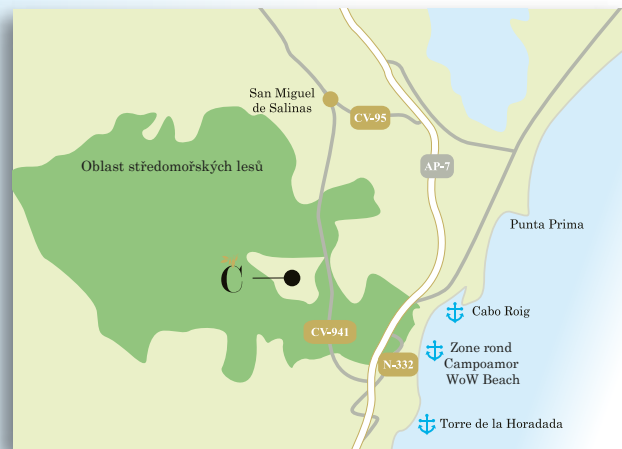 San Miguel
de Salinas
CV-95
Oblast středomořských lesů
AP-7
Punta Prima
C
CV-941
Cabo Roig
Zone rond
Campoamor
WoW Beach
N-332
Torre de la Horadada